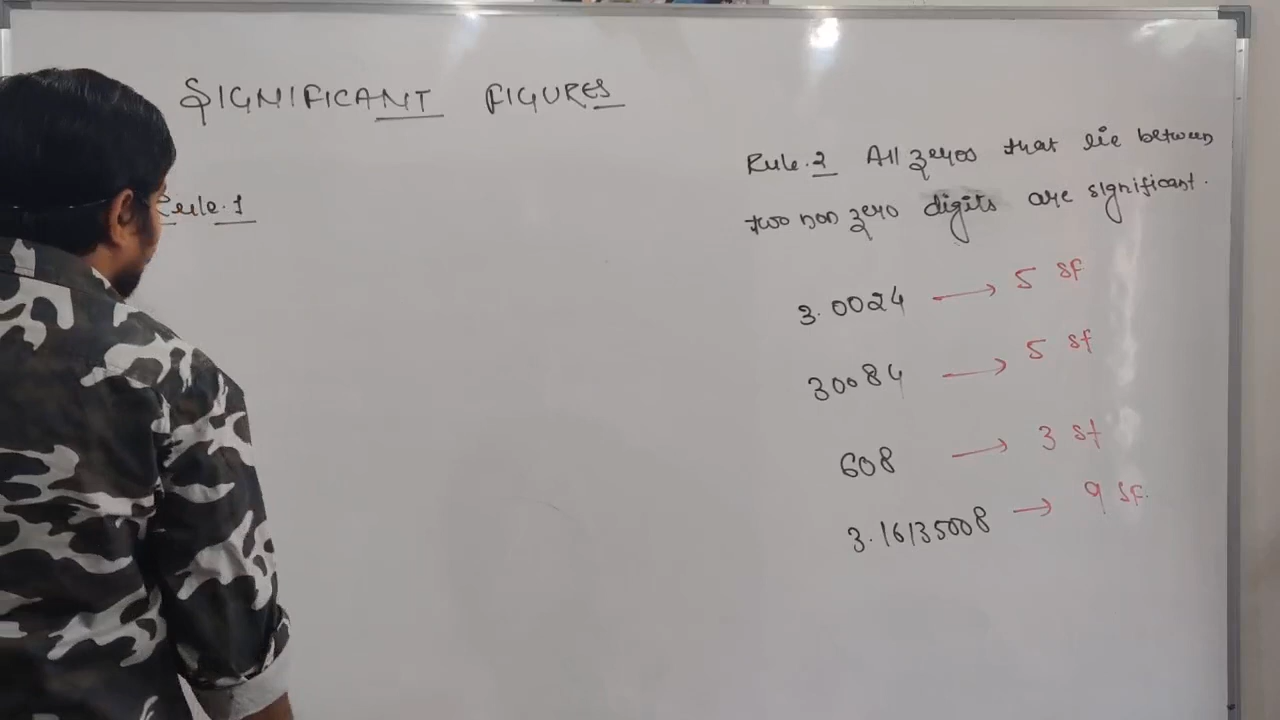 SIGNIFICANT FIGURES
Rule.1
Rule.2 All zeros that lie between
two non zero digits are significant.
3.0024 → 5 sf
30084 → 5 sf
608 → 3 sf
3.16135008 → 9 sf.